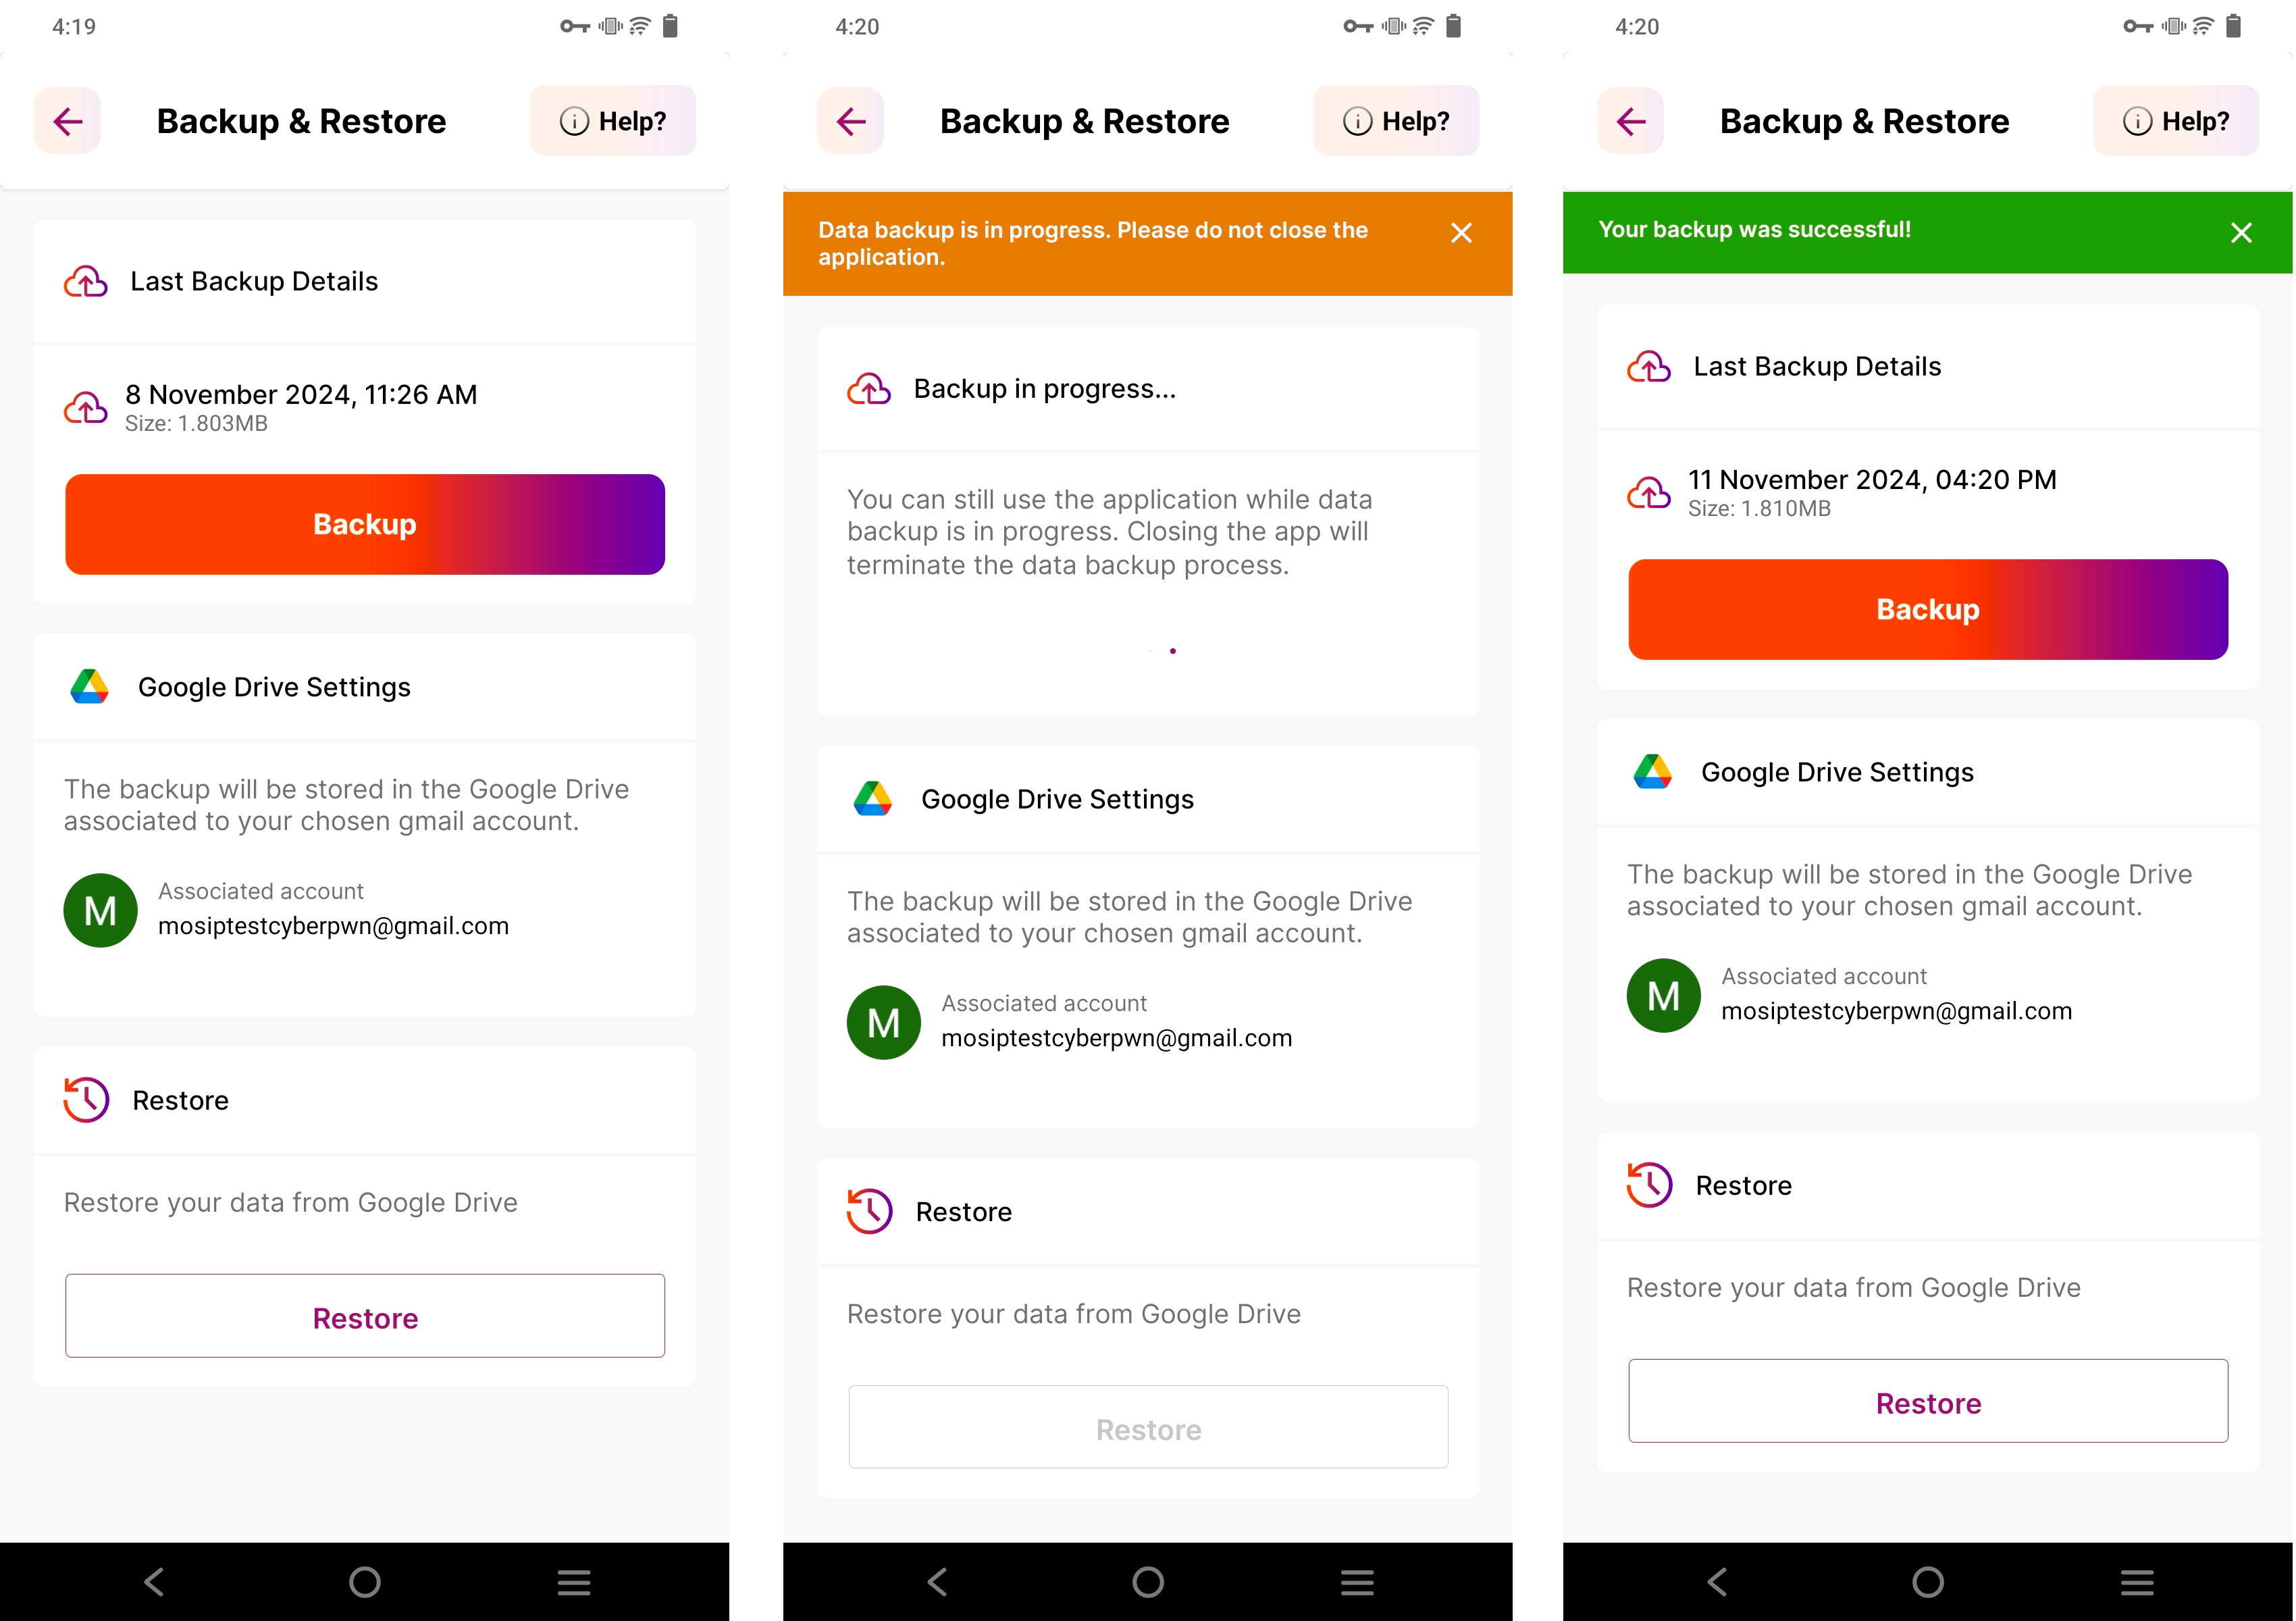 4:19
Backup & Restore
Help?
Last Backup Details
8 November 2024, 11:26 AM
Size: 1.803MB
Backup
Google Drive Settings
The backup will be stored in the Google Drive
associated to your chosen gmail account.
M
Associated account
mosiptestcyberpwn@gmail.com
Restore
Restore your data from Google Drive
Restore
4:20
Backup & Restore
Help?
Data backup is in progress. Please do not close the
application.
Backup in progress...
You can still use the application while data
backup is in progress. Closing the app will
terminate the data backup process.
Google Drive Settings
The backup will be stored in the Google Drive
associated to your chosen gmail account.
M
Associated account
mosiptestcyberpwn@gmail.com
Restore
Restore your data from Google Drive
Restore
4:20
Backup & Restore
Help?
Your backup was successful!
Last Backup Details
11 November 2024, 04:20 PM
Size: 1.810MB
Backup
Google Drive Settings
The backup will be stored in the Google Drive
associated to your chosen gmail account.
M
Associated account
mosiptestcyberpwn@gmail.com
Restore
Restore your data from Google Drive
Restore